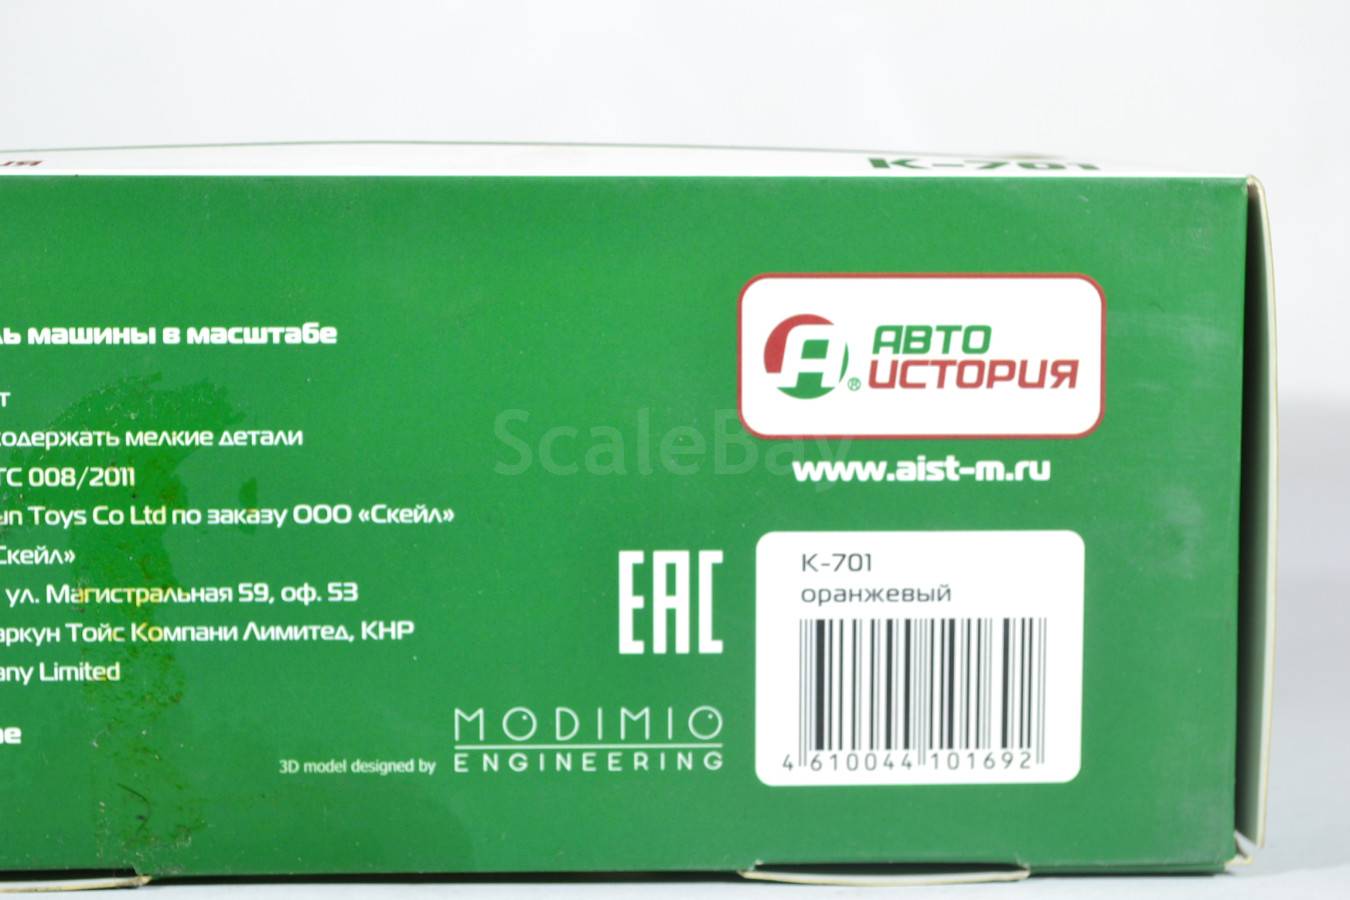 К-701
ль машины в масштабе
т
содержать мелкие детали
ТС 008/2011
un Toys Co Ltd по заказу ООО «Скейл»
Скейл»
ул. Магистральная 59, оф. 53
аркун Тойс Компани Лимитед, КНР
any Limited
3D model designed by
MODIMIO
ENGINEERING
EAC
АВТО
ИСТОРИЯ
®
www.aist-m.ru
К-701
оранжевый
4 610044 101692
ScaleBay